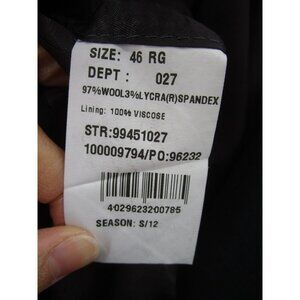 SIZE: 46 RG
DEPT : 027
97%WOOL3%LYCRA(R)SPANDEX
Lining: 100% VISCOSE
STR:99451027
100009794/PO:96232
4029623200785
SEASON: S/12